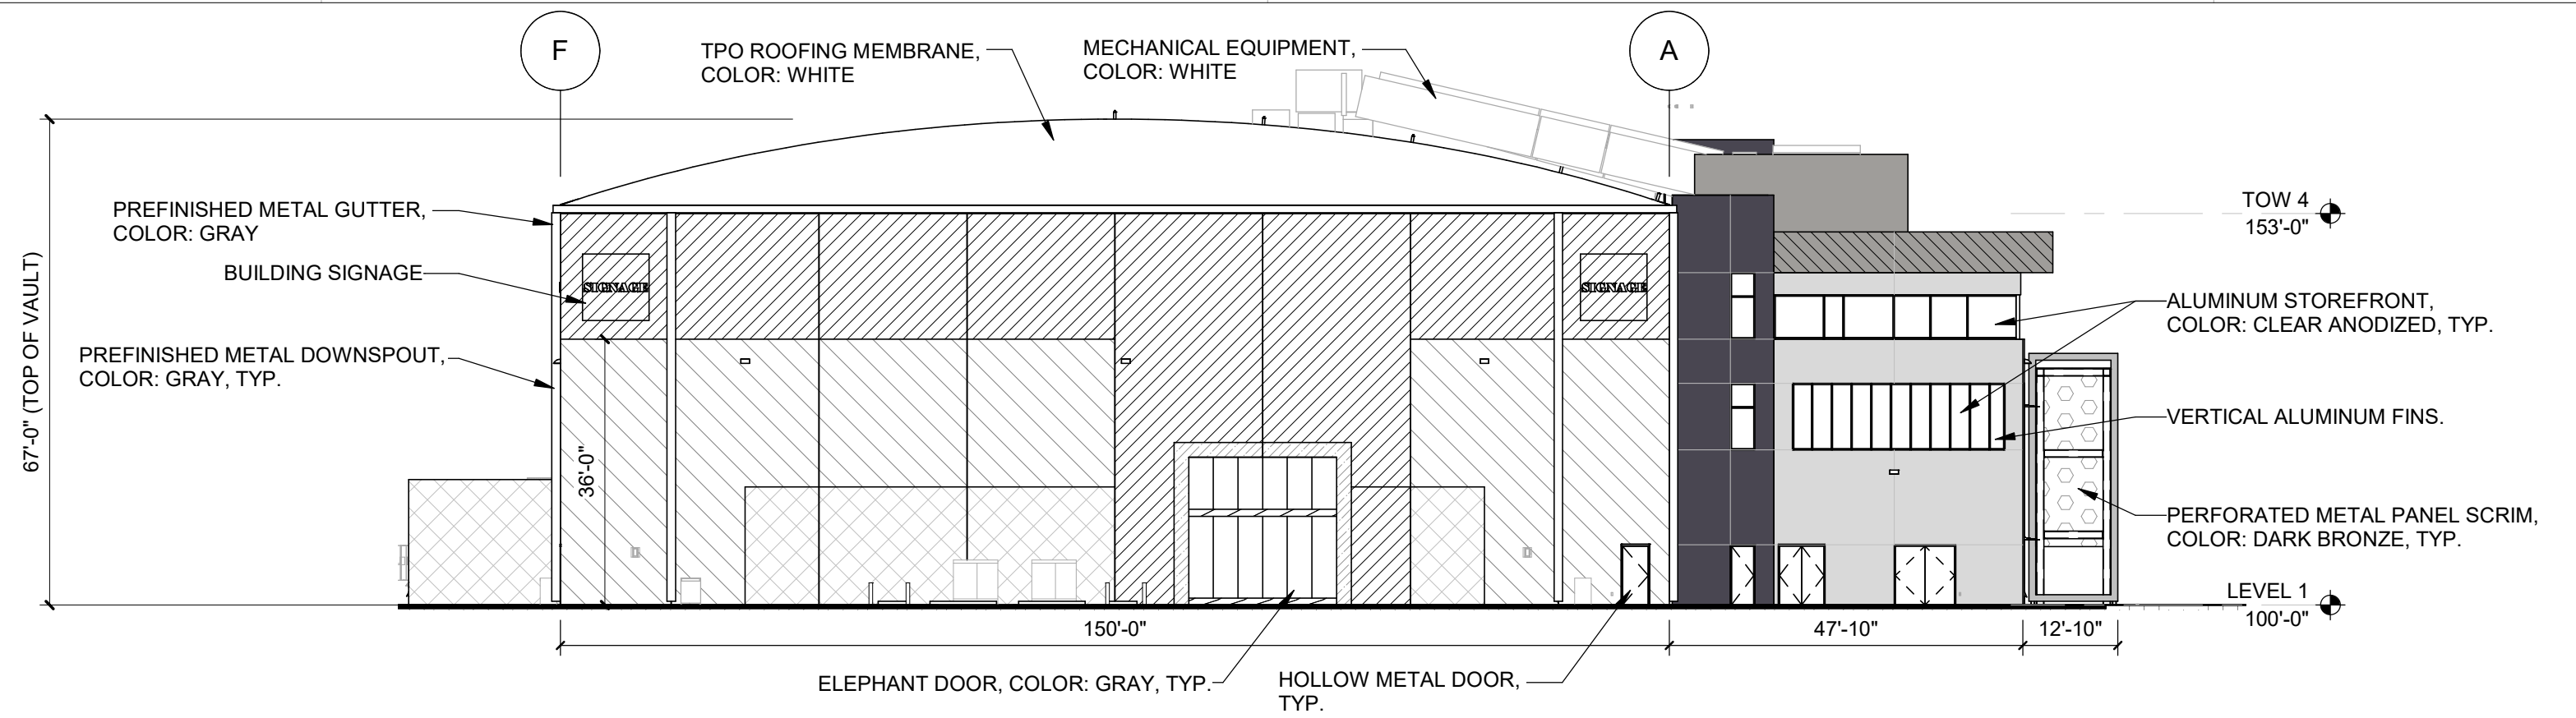 F
A
TPO ROOFING MEMBRANE,
COLOR: WHITE
MECHANICAL EQUIPMENT,
COLOR: WHITE
67'-0" (TOP OF VAULT)
PREFINISHED METAL GUTTER,
COLOR: GRAY
BUILDING SIGNAGE
SIGNAGE
SIGNAGE
PREFINISHED METAL DOWNSPOUT,
COLOR: GRAY, TYP.
36'-0"
TOW 4
153'-0"
ALUMINUM STOREFRONT,
COLOR: CLEAR ANODIZED, TYP.
VERTICAL ALUMINUM FINS.
PERFORATED METAL PANEL SCRIM,
COLOR: DARK BRONZE, TYP.
LEVEL 1
100'-0"
150'-0"
47'-10"
12'-10"
ELEPHANT DOOR, COLOR: GRAY, TYP.
HOLLOW METAL DOOR,
TYP.